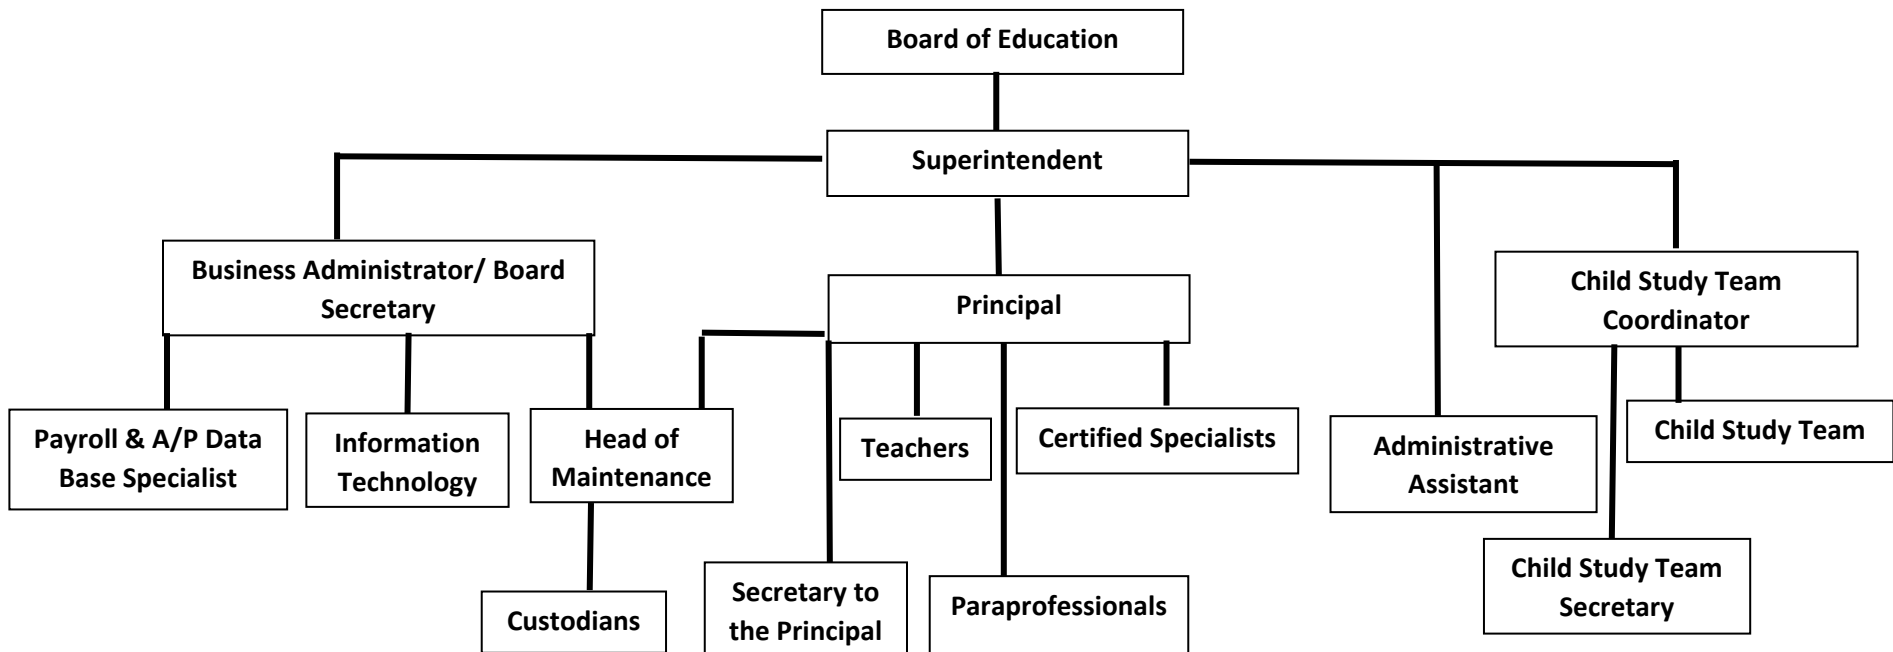 Board of Education
Superintendent
Business Administrator/ Board
Secretary
Principal
Child Study Team
Coordinator
Payroll & A/P Data
Base Specialist
Information
Technology
Head of
Maintenance
Teachers
Certified Specialists
Administrative
Assistant
Child Study Team
Custodians
Secretary to
the Principal
Paraprofessionals
Child Study Team
Secretary